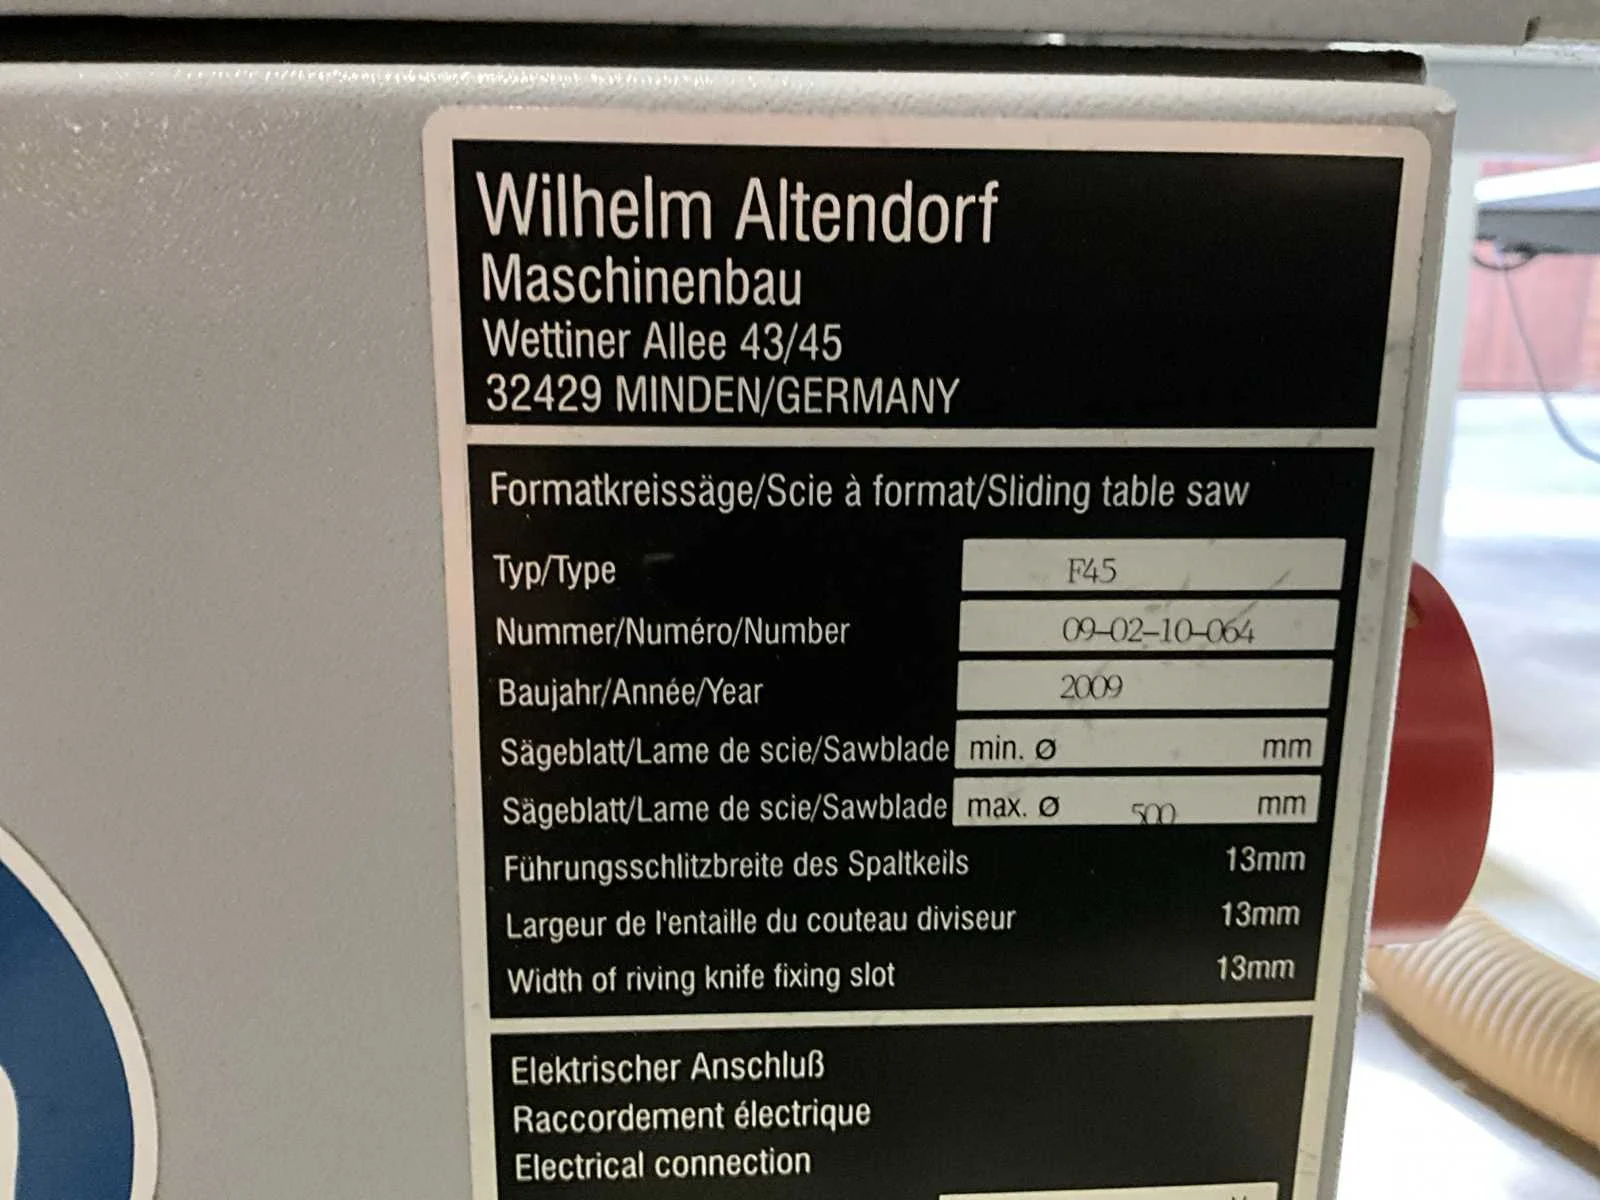 Wilhelm Altendorf
Maschinenbau
Wettiner Allee 43/45
32429 MINDEN/GERMANY
Formatkreissäge/Scie à format/Sliding table saw
Typ/Type F45
Nummer/Numéro/Number 09-02-10-064
Baujahr/Année/Year 2009
Sägeblatt/Lame de scie/Sawblade min. Ø mm
Sägeblatt/Lame de scie/Sawblade max. Ø 500 mm
Führungsschlitzbreite des Spaltkeils 13mm
Largeur de l'entaille du couteau diviseur 13mm
Width of riving knife fixing slot 13mm
Elektrischer Anschluß
Raccordement électrique
Electrical connection